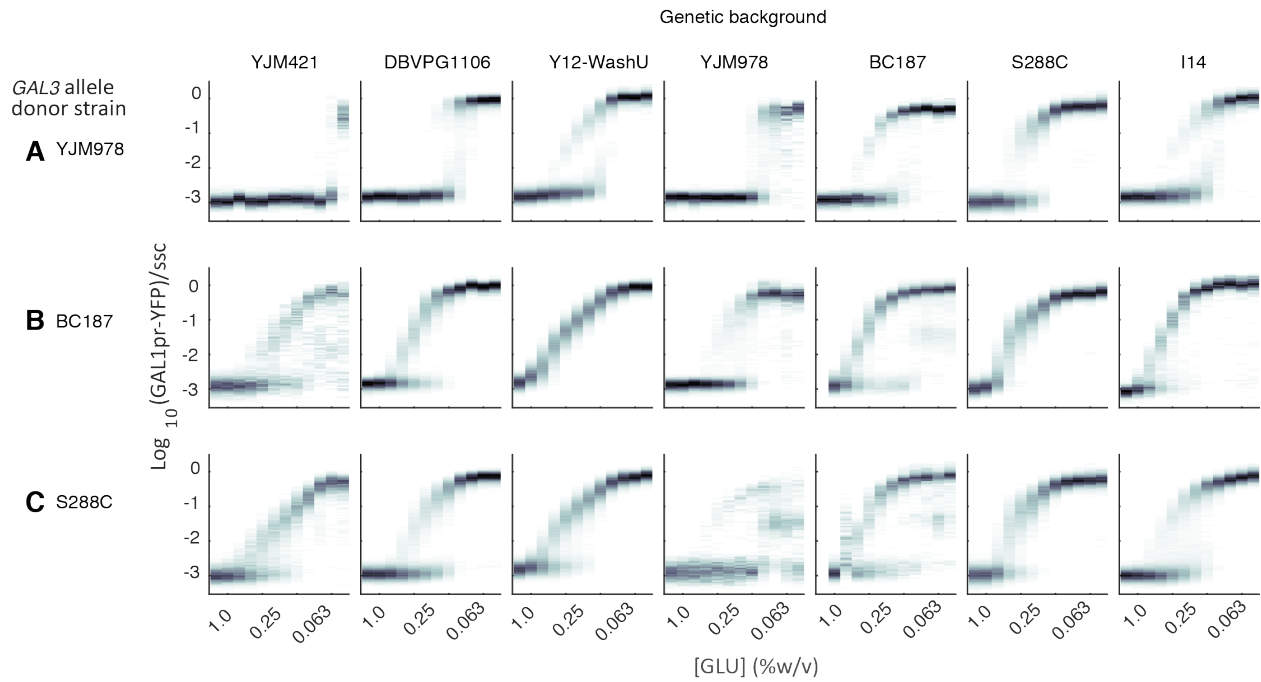 Genetic background
YJM421 DBVPG1106 Y12-WashU YJM978 BC187 S288C I14
GAL3 allele
donor strain
A YJM978
0
-1
-2
-3
B BC187
0
-1
-2
-3
C S288C
0
-1
-2
-3
Log 10 (GAL1pr-YFP)/ssc
1.0 0.25 0.063 1.0 0.25 0.063 1.0 0.25 0.063 1.0 0.25 0.063 1.0 0.25 0.063 1.0 0.25 0.063 1.0 0.25 0.063
[GLU] (%w/v)